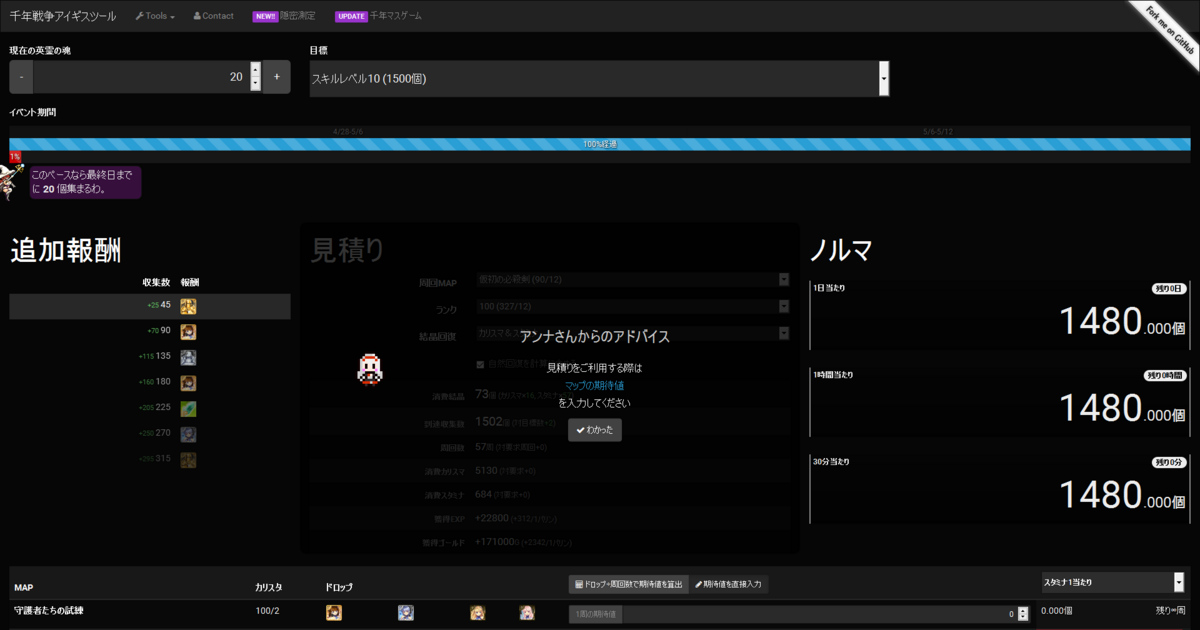 千年戦争アイギスツール Tools Contact NEW!! 隠密測定 UPDATE 千年マスゲーム
Fork me on GitHub
現在の英霊の魂
目標
- 20 +
スキルレベル10 (1500個)
イベント期間
4/28-5/6 5/6-5/12
100%経過
1%
このペースなら最終日まで
に 20 個集まるわ。
追加報酬
収集数 報酬
+25 45
+70 90
+115 135
+160 180
+205 225
+250 270
+295 315
見積り
周回MAP 仮初の必殺剣 (90/12)
ランク 100 (327/12)
結晶回復 カリスマ&ス
自然回復を計算
アンナさんからのアドバイス
見積りをご利用する際は
マップの期待値
を入力してください
わかった
消費結晶 73個
到達収集数 1502個
周回数 57周
消費カリスマ 5130
消費スタミナ 684
獲得EXP +22800
獲得ゴールド +171000
ノルマ
1日当たり 残り0日
1480.000個
1時間当たり 残り0時間
1480.000個
30分当たり 残り0分
1480.000個
MAP カリスタ ドロップ ドロップ÷周回数で期待値を算出 期待値を直接入力 スタミナ1当たり
守護者たちの試練 100/2 1周の期待値 0 0.000個 残り∞周